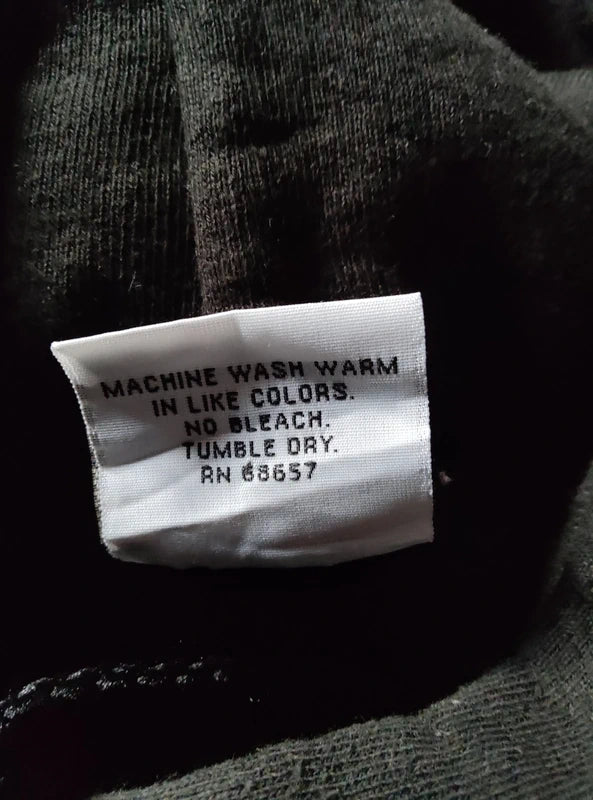 MACHINE WASH WARM
IN LIKE COLORS.
NO BLEACH.
TUMBLE DRY.
RN 68657